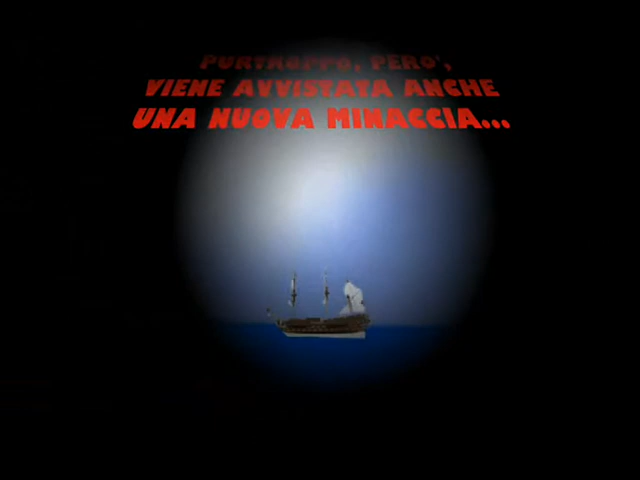 PURTROPPO, PERO',
VIENE AVVISTATA ANCHE
UNA NUOVA MINACCIA...